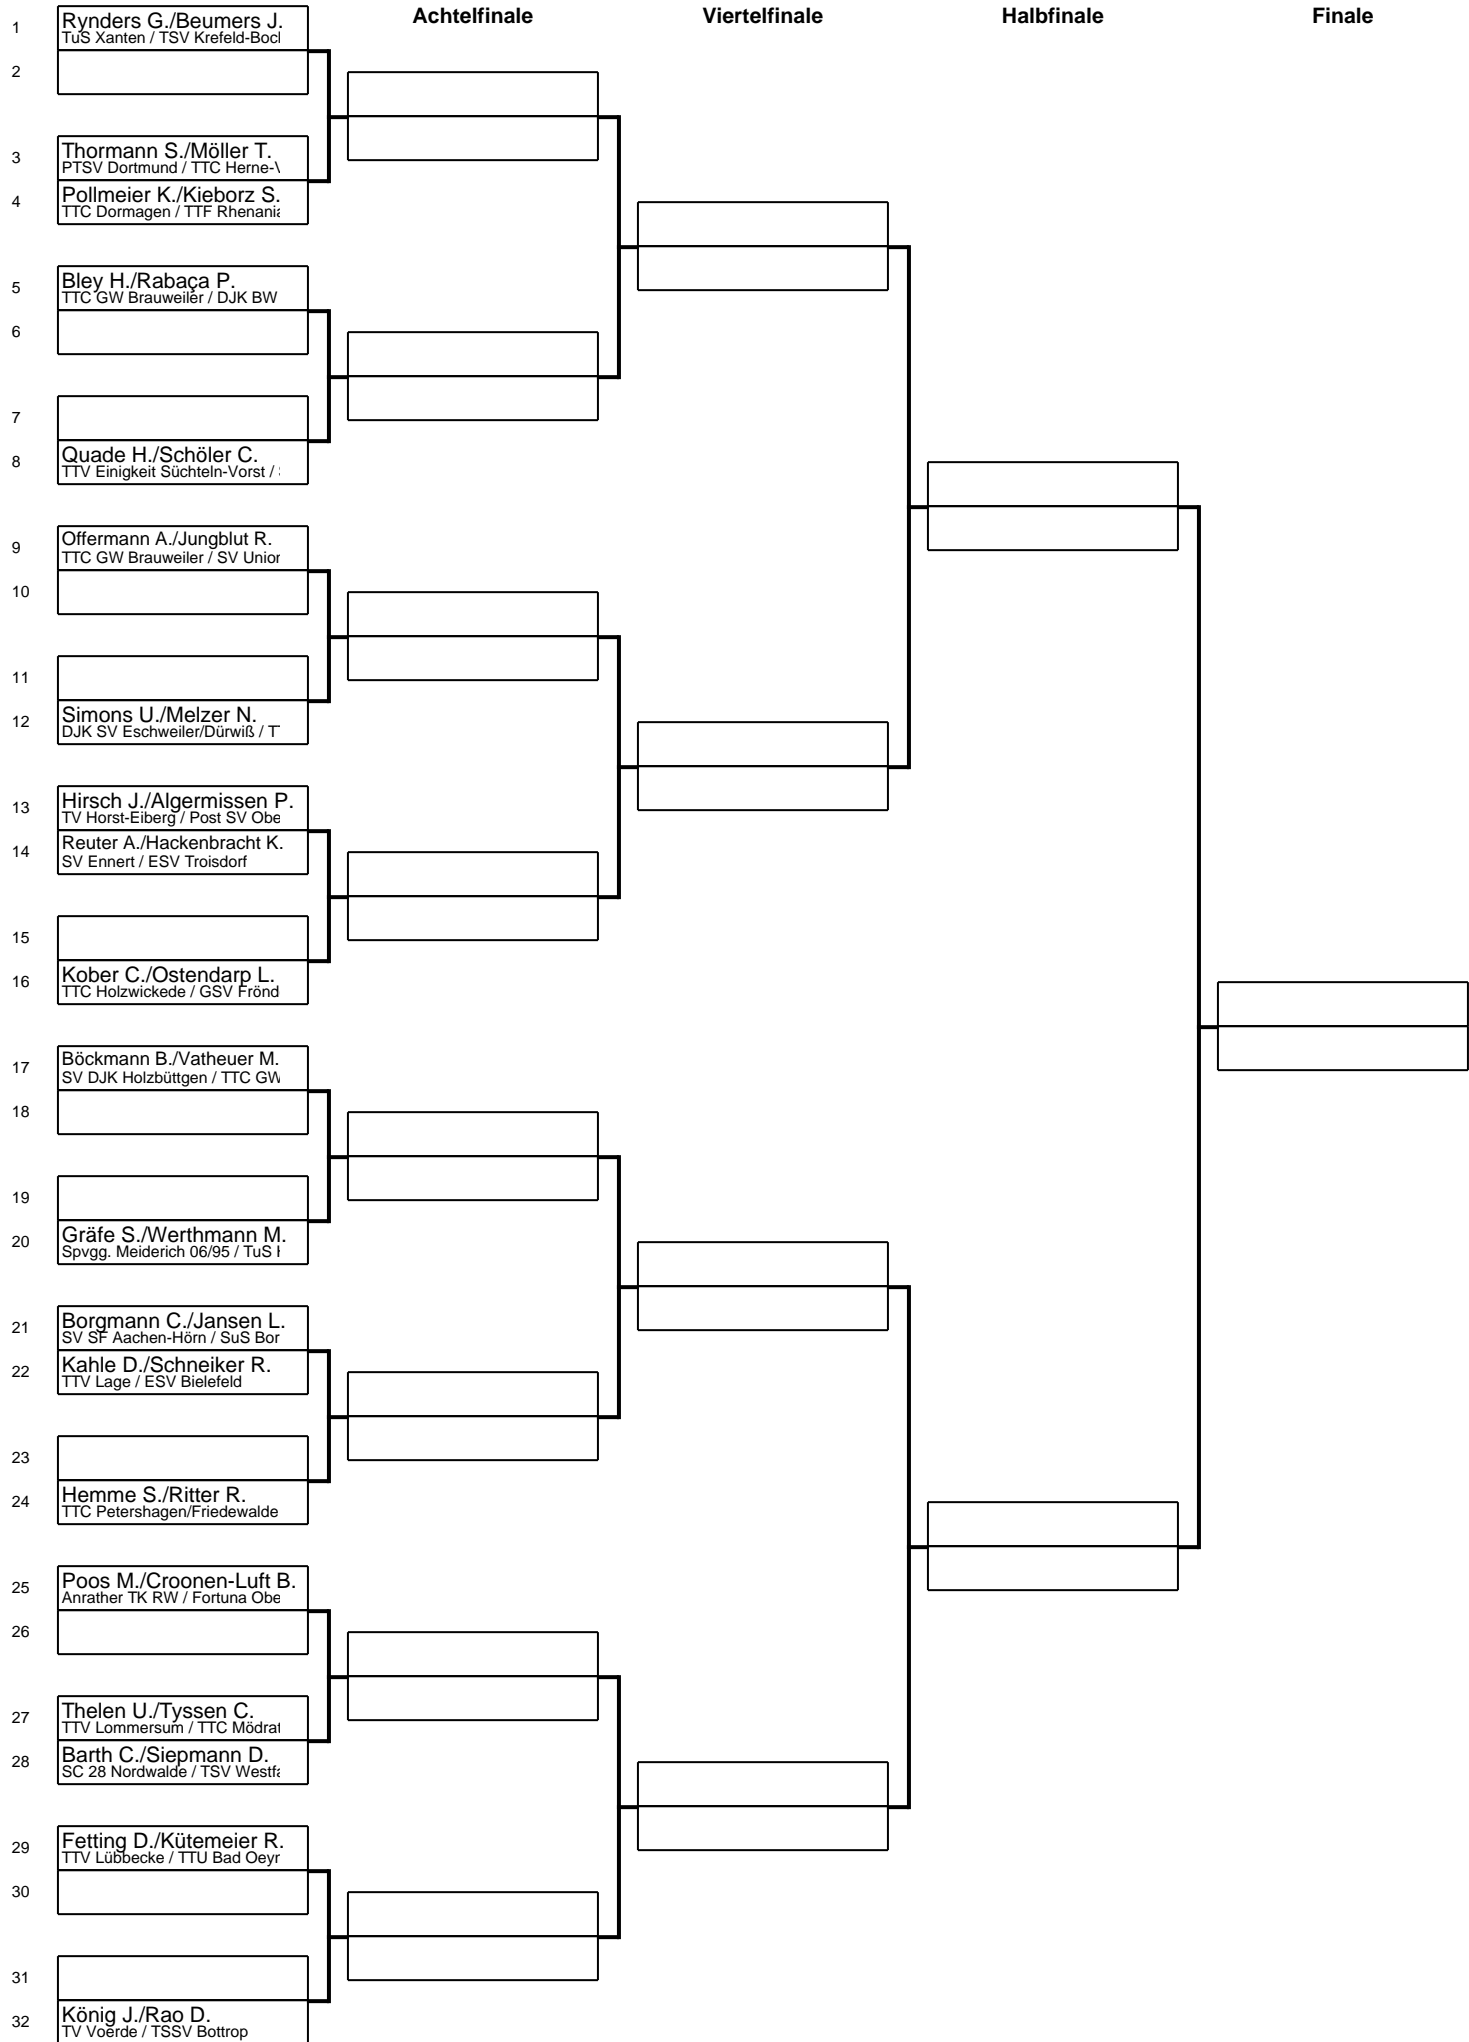 Achtelfinale Viertelfinale Halbfinale Finale
1 Rynders G./Beumers J.
TuS Xanten / TSV Krefeld-Boc
2
3 Thormann S./Möller T.
PTSV Dortmund / TTC Herne-
4 Pollmeier K./Kieborz S.
TTC Dormagen / TTF Rhenania
5 Bley H./Rabaça P.
TTC GW Brauweiler / DJK BW
6
7
8 Quade H./Schöler C.
TTV Einigkeit Süchteln-Vorst /
9 Offermann A./Jungblut R.
TTC GW Brauweiler / SV Union
10
11
12 Simons U./Melzer N.
DJK SV Eschweiler/Dürwiß / T
13 Hirsch J./Algermissen P.
TV Horst-Eiberg / Post SV Obe
14 Reuter A./Hackenbracht K.
SV Ennert / ESV Troisdorf
15
16 Kober C./Ostendarp L.
TTC Holzwickede / GSV Frönd
17 Böckmann B./Vatheuer M.
SV DJK Holzbüttgen / TTC GW
18
19
20 Gräfe S./Werthmann M.
Spvgg. Meiderich 06/95 / TuS
21 Borgmann C./Jansen L.
SV SF Aachen-Hörn / SuS Bor
22 Kahle D./Schneiker R.
TTV Lage / ESV Bielefeld
23
24 Hemme S./Ritter R.
TTC Petershagen/Friedewalde
25 Poos M./Croonen-Luft B.
Anrather TK RW / Fortuna Obe
26
27 Thelen U./Tyssen C.
TTV Lommersum / TTC Mödrat
28 Barth C./Siepmann D.
SC 28 Nordwalde / TSV Westfa
29 Fetting D./Kütemeier R.
TTV Lübbecke / TTU Bad Oeyn
30
31
32 König J./Rao D.
TV Voerde / TSSV Bottrop